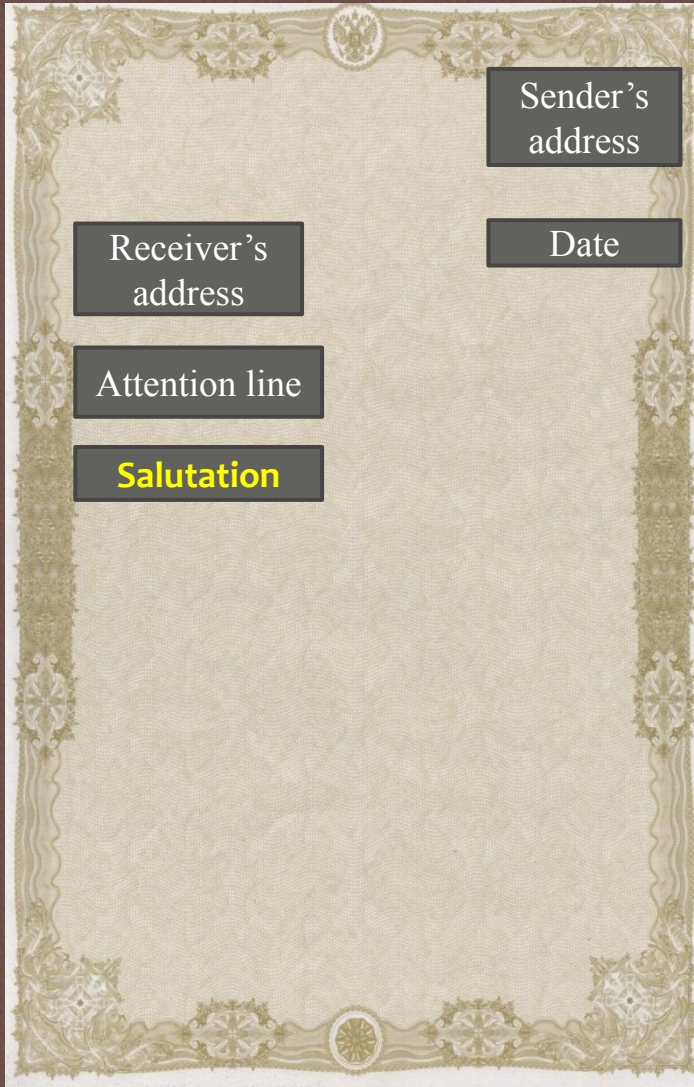 Sender’s
address
Date
Receiver’s
address
Attention line
Salutation